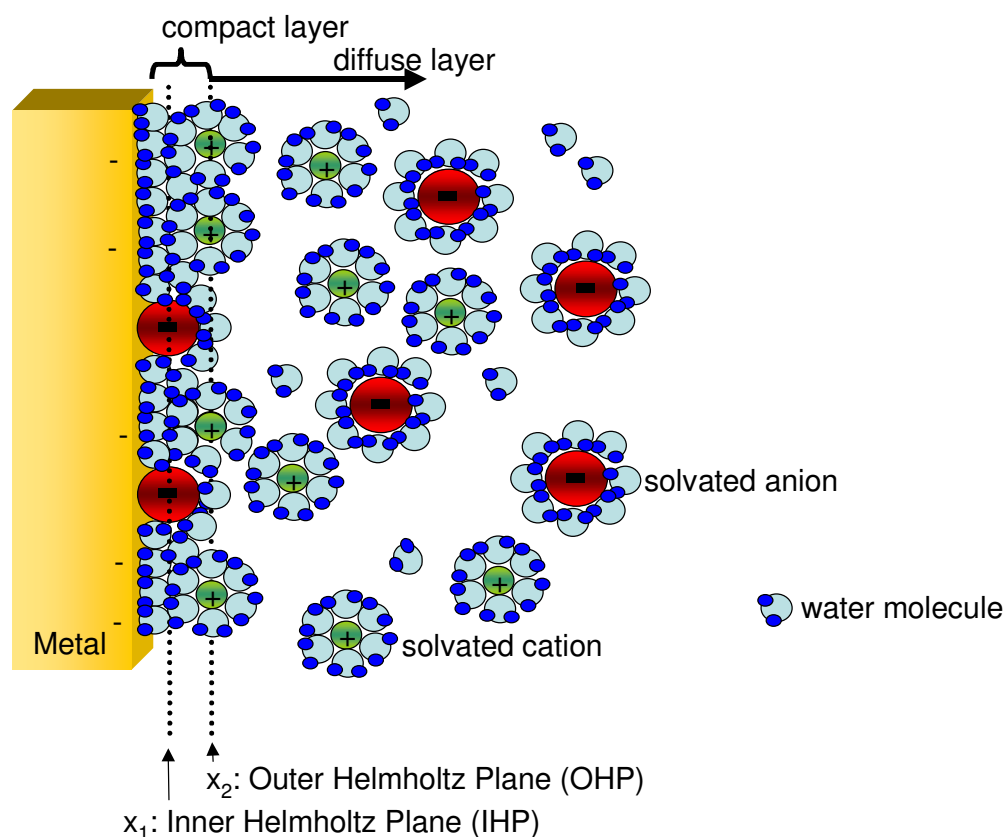 compact layer
diffuse layer
solvated anion
water molecule
Metal
solvated cation
x₂: Outer Helmholtz Plane (OHP)
x₁: Inner Helmholtz Plane (IHP)